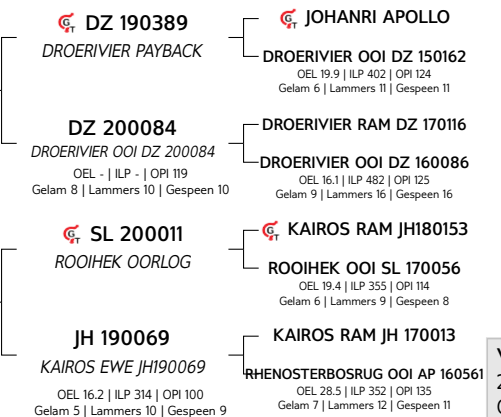 DZ 190389
DROERIVIER PAYBACK
DZ 200084
DROERIVIER OOI DZ 200084
OEL - | ILP - | OPI 119
Gelam 8 | Lammers 10 | Gespeen 10
SL 200011
ROOIHEK OORLOG
JH 190069
KAIROS EWE JH190069
OEL 16.2 | ILP 314 | OPI 100
Gelam 5 | Lammers 10 | Gespeen 9
JOHANRI APOLLO
DROERIVIER OOI DZ 150162
OEL 19.9 | ILP 402 | OPI 124
Gelam 6 | Lammers 11 | Gespeen 11
DROERIVIER RAM DZ 170116
DROERIVIER OOI DZ 160086
OEL 16.1 | ILP 482 | OPI 125
Gelam 9 | Lammers 16 | Gespeen 16
KAIROS RAM JH180153
ROOIHEK OOI SL 170056
OEL 19.4 | ILP 355 | OPI 114
Gelam 6 | Lammers 9 | Gespeen 8
KAIROS RAM JH 170013
RHENOSTERBOSRUG OOI AP 160561
OEL 28.5 | ILP 352 | OPI 135
Gelam 7 | Lammers 12 | Gespeen 11